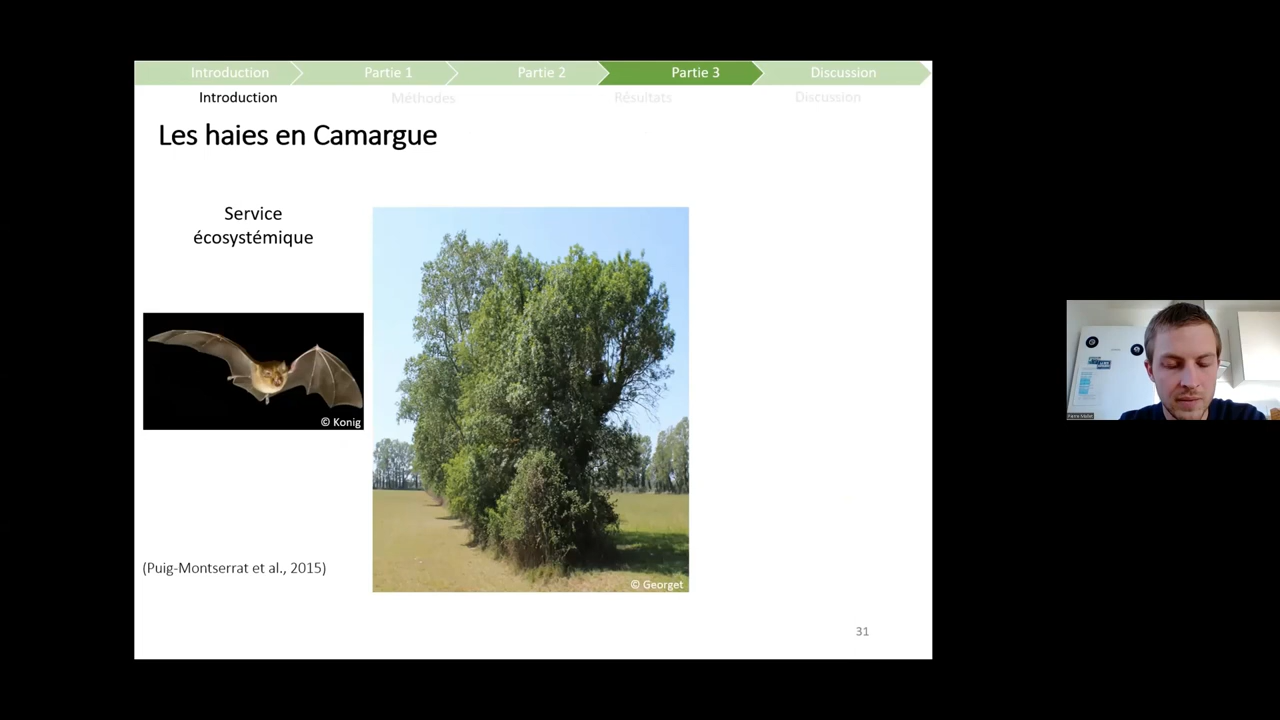 Introduction
Partie 1
Partie 2
Partie 3
Discussion
Introduction
Méthodes
Résultats
Discussion
Les haies en Camargue
Service
écosystémique
© Konig
(Puig-Montserrat et al., 2015)
© Georget
31